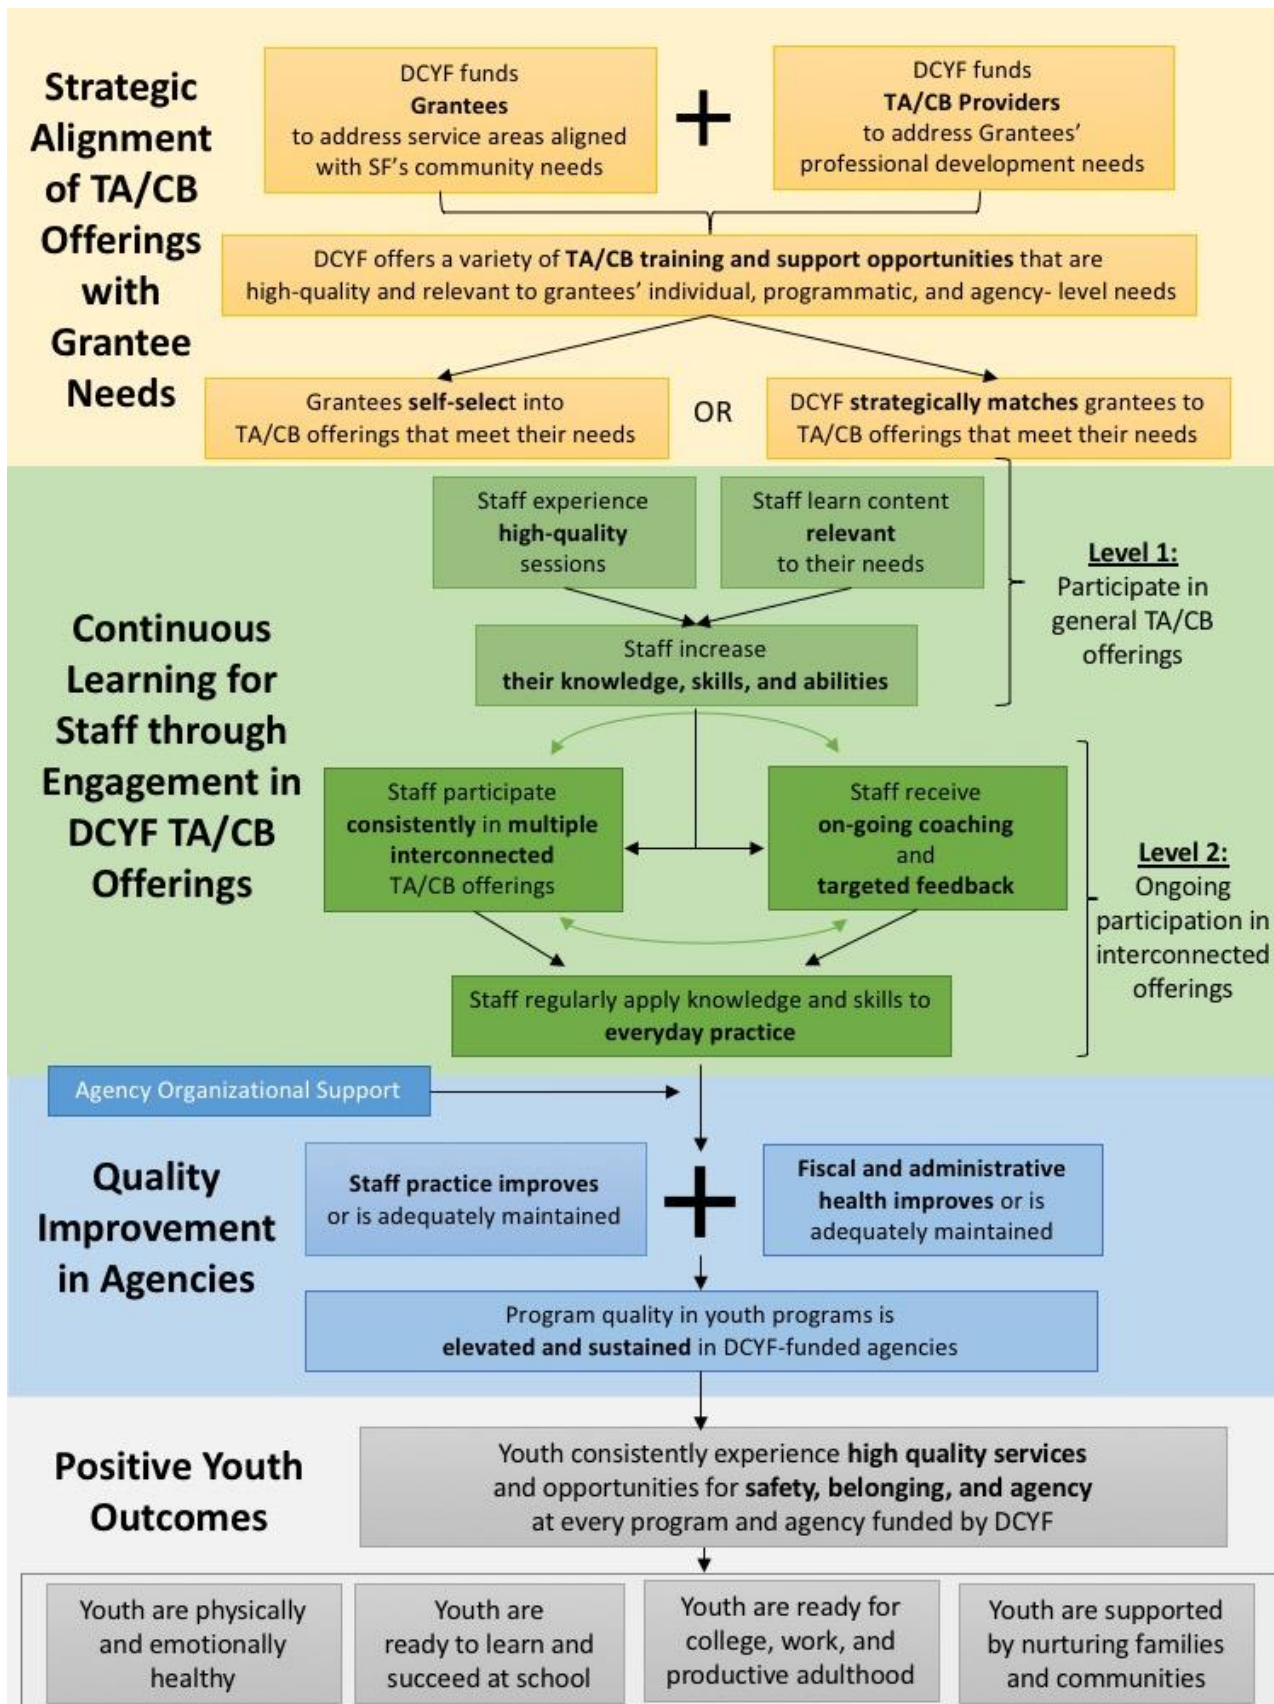 Strategic
Alignment
of TA/CB
Offerings
with
Grantee
Needs
DCYF funds
Grantees
to address service areas aligned
with SF's community needs
+
DCYF funds
TA/CB Providers
to address Grantees'
professional development needs
DCYF offers a variety of TA/CB training and support opportunities that are
high-quality and relevant to grantees' individual, programmatic, and agency- level needs
Grantees self-select into
TA/CB offerings that meet their needs
OR
DCYF strategically matches grantees to
TA/CB offerings that meet their needs
Continuous
Learning for
Staff through
Engagement in
DCYF TA/CB
Offerings
Staff experience
high-quality
sessions
Staff learn content
relevant
to their needs
Staff increase
their knowledge, skills, and abilities
Level 1:
Participate in
general TA/CB
offerings
Staff participate
consistently in multiple
interconnected
TA/CB offerings
Staff receive
on-going coaching
and
targeted feedback
Staff regularly apply knowledge and skills to
everyday practice
Level 2:
Ongoing
participation in
interconnected
offerings
Agency Organizational Support
Quality
Improvement
in Agencies
Staff practice improves
or is adequately maintained
+
Fiscal and administrative
health improves or is
adequately maintained
Program quality in youth programs is
elevated and sustained in DCYF-funded agencies
Positive Youth
Outcomes
Youth consistently experience high quality services
and opportunities for safety, belonging, and agency
at every program and agency funded by DCYF
Youth are physically
and emotionally
healthy
Youth are
ready to learn and
succeed at school
Youth are ready for
college, work, and
productive adulthood
Youth are supported
by nurturing families
and communities